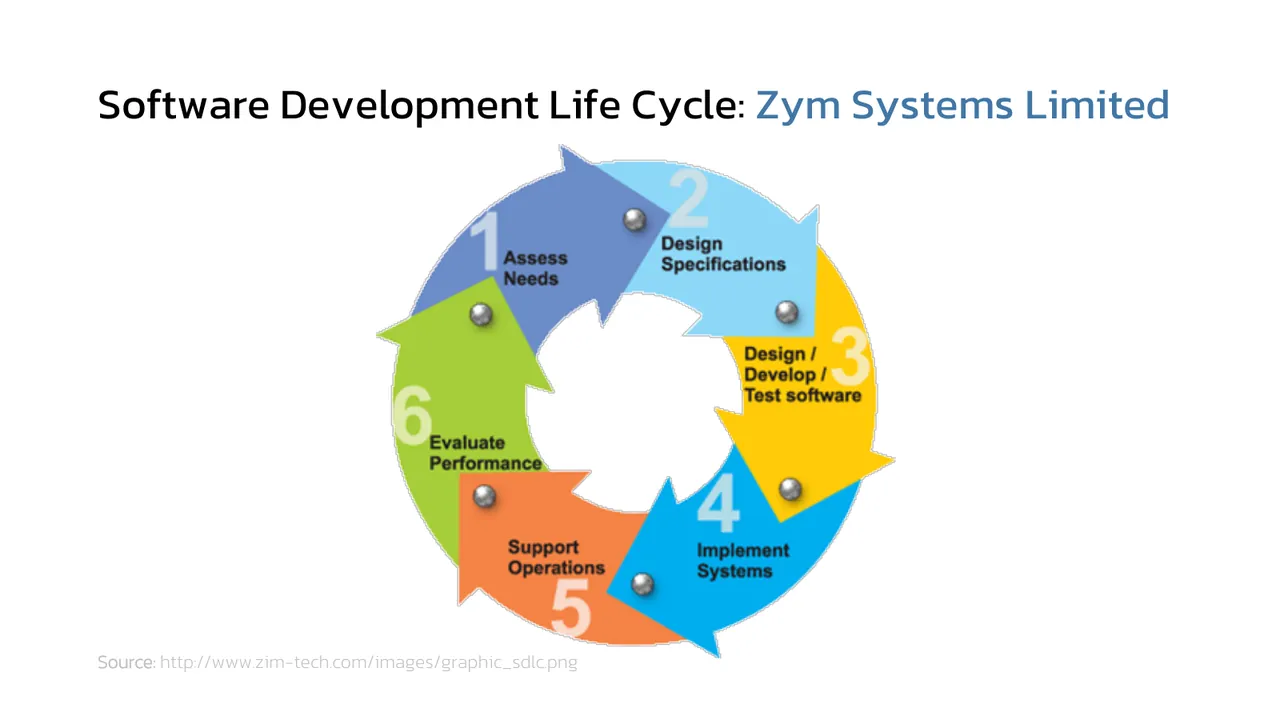 Software Development Life Cycle: Zym Systems Limited
1
Assess
Needs
2
Design
Specifications
3
Design /
Develop /
Test software
4
Implement
Systems
5
Support
Operations
6
Evaluate
Performance
Source: http://www.zim-tech.com/images/graphic_sdlc.png